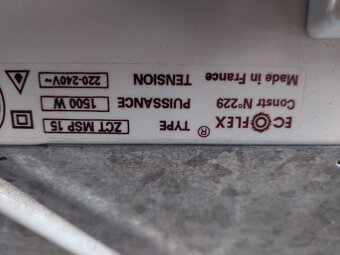 ECOFLEX® TYPE ZCT MSP 15
Constr N°229 PUISSANCE 1500 W
Made in France TENSION 220-240V~